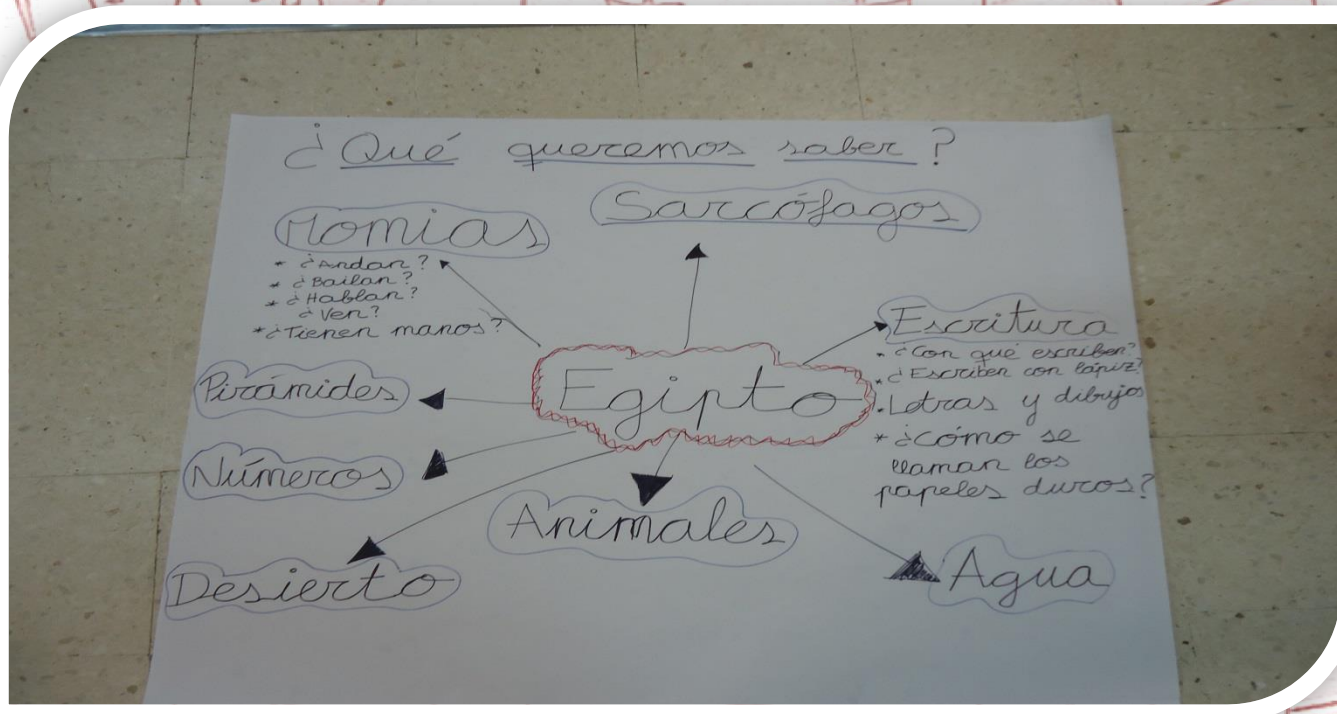 ¿Qué queremos saber?
Momias
* ¿Andan?
* ¿Bailan?
* ¿Hablan?
¿Ven?
* ¿Tienen manos?
Sarcófagos
Escritura
• ¿Con qué escriben?
• ¿Escriben con lápiz?
• Letras y dibujos
* ¿cómo se
llaman los
papeles duros?
Egipto
Pirámides
Números
Animales
Desierto
Agua